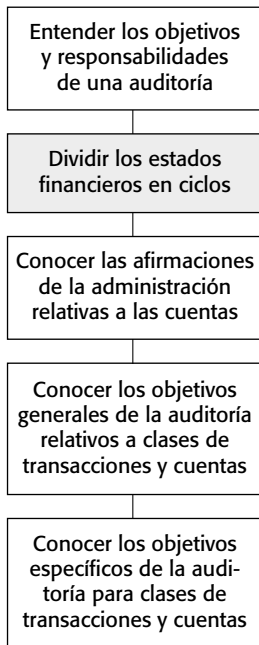 Entender los objetivos
y responsabilidades
de una auditoría
Dividir los estados
financieros en ciclos
Conocer las afirmaciones
de la administración
relativas a las cuentas
Conocer los objetivos
generales de la auditoría
relativos a clases de
transacciones y cuentas
Conocer los objetivos
específicos de la audi-
toría para clases de
transacciones y cuentas